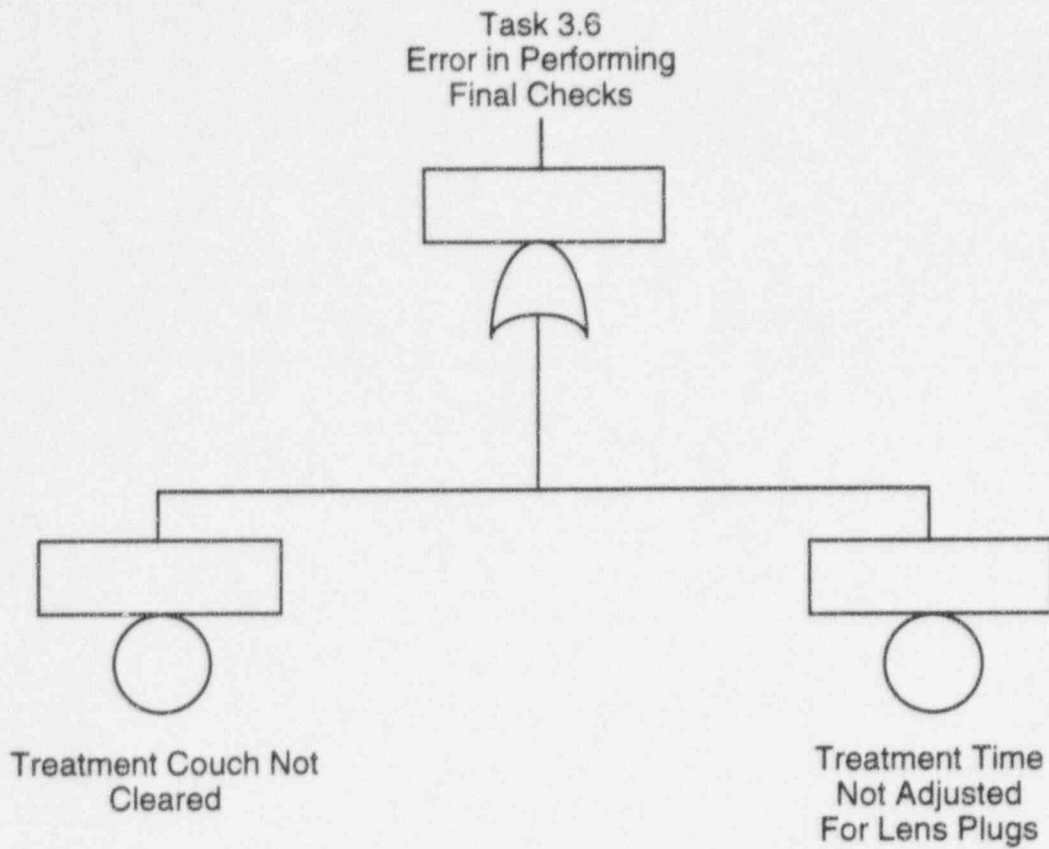 Task 3.6
Error in Performing
Final Checks
Treatment Couch Not
Cleared
Treatment Time
Not Adjusted
For Lens Plugs